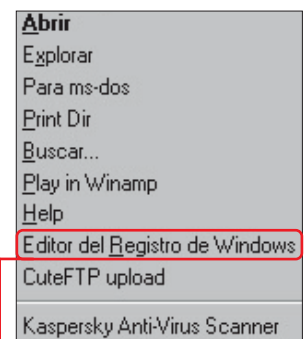 Abrir
Explorar
Para ms-dos
Print Dir
Buscar...
Play in Winamp
Help
Editor del Registro de Windows
CuteFTP upload
Kaspersky Anti-Virus Scanner